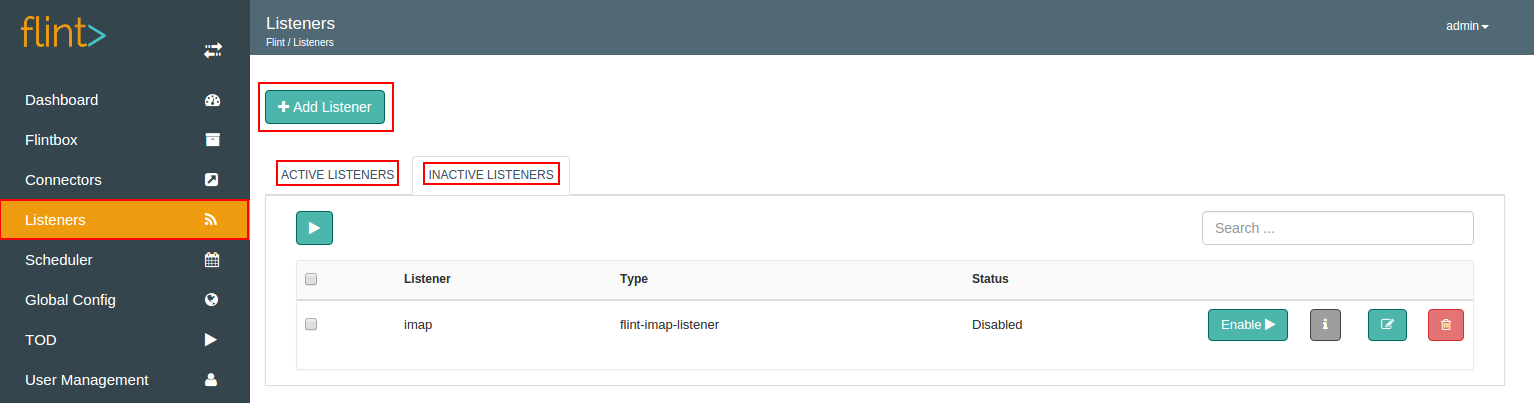 flint>
Listeners
Flint / Listeners
admin
Dashboard
Flintbox
Connectors
Listeners
Scheduler
Global Config
TOD
User Management
Add Listener
ACTIVE LISTENERS
INACTIVE LISTENERS
Search ...
Listener Type Status
imap flint-imap-listener Disabled Enable